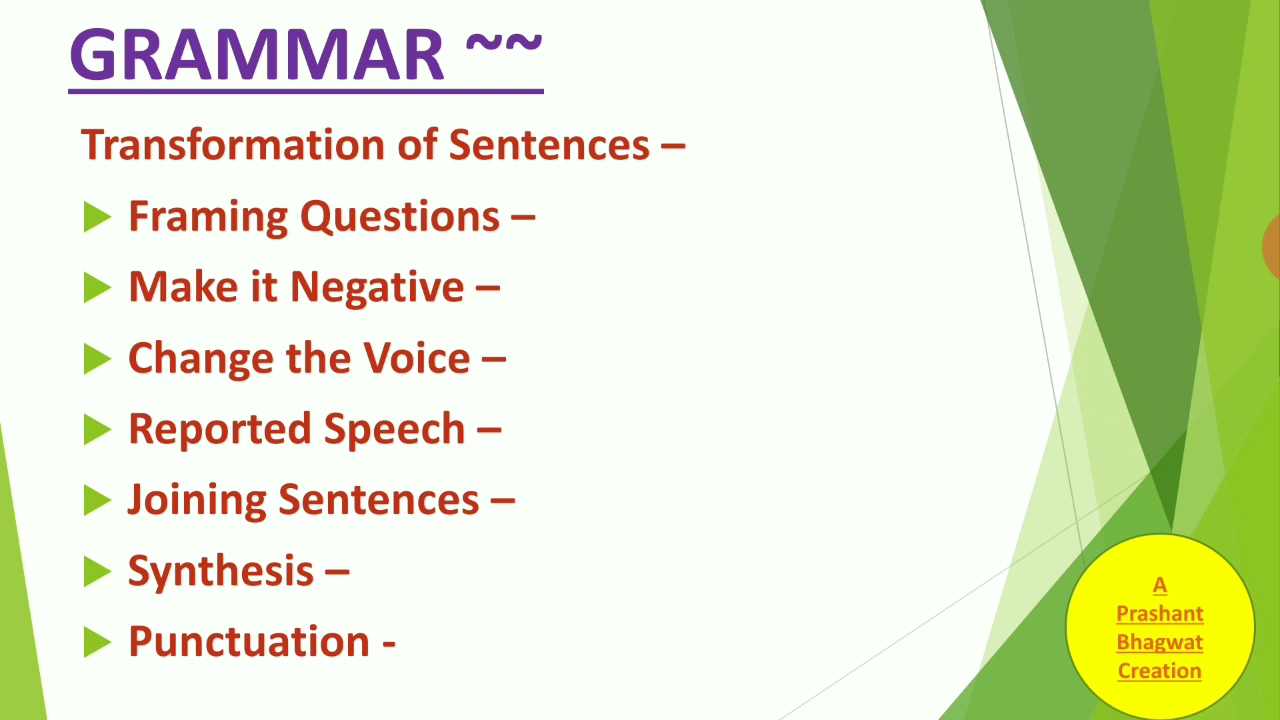 GRAMMAR ~~
Transformation of Sentences –
Framing Questions –
Make it Negative –
Change the Voice –
Reported Speech –
Joining Sentences –
Synthesis –
Punctuation -
A
Prashant
Bhagwat
Creation